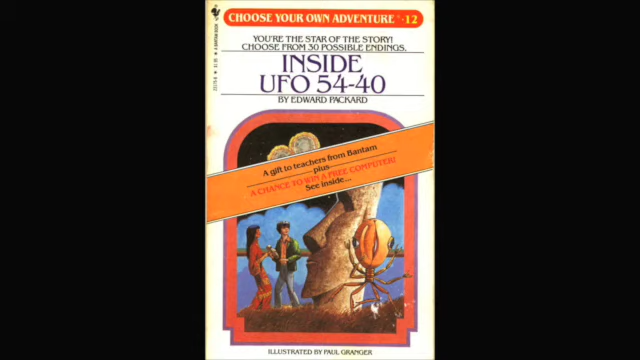 CHOOSE YOUR OWN ADVENTURE® • 12
YOU'RE THE STAR OF THE STORY!
CHOOSE FROM 30 POSSIBLE ENDINGS.
INSIDE
UFO 54-40
BY EDWARD PACKARD
A gift to teachers from Bantam
plus
A CHANCE TO WIN A FREE COMPUTER!
See inside...
ILLUSTRATED BY PAUL GRANGER